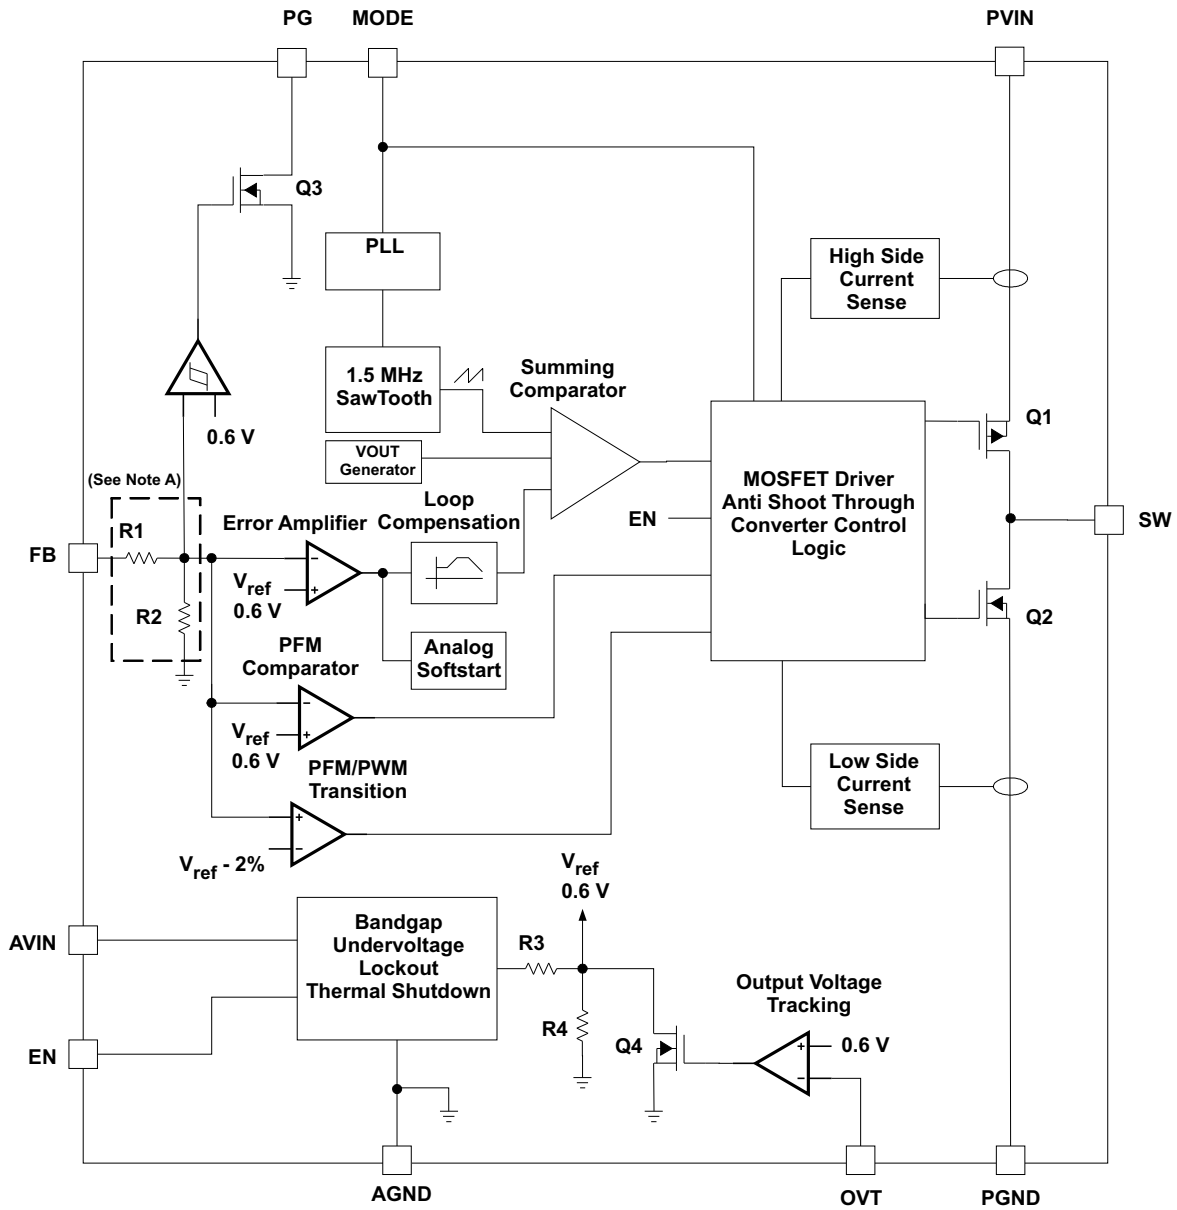 PG
MODE
PVIN
Q3
PLL
High Side
Current
Sense
1.5 MHz
SawTooth
Summing
Comparator
0.6 V
Q1
VOUT
Generator
(See Note A)
MOSFET Driver
Anti Shoot Through
Converter Control
Logic
Loop
Compensation
R1
Error Amplifier
EN
SW
FB
Vref
0.6 V
−
+
R2
Q2
PFM
Comparator
Analog
Softstart
Vref
0.6 V
−
+
PFM/PWM
Transition
Low Side
Current
Sense
+
−
Vref - 2%
Vref
0.6 V
Bandgap
Undervoltage
Lockout
Thermal Shutdown
AVIN
R3
Output Voltage
Tracking
R4
Q4
+
−
0.6 V
EN
AGND
OVT
PGND